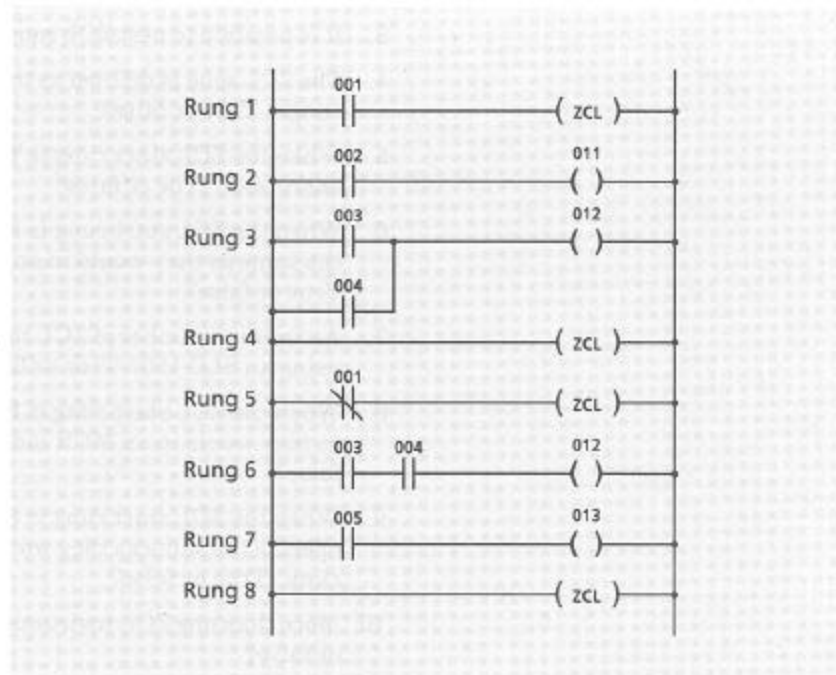 001
Rung 1 ( ZCL )
002 011
Rung 2 ( )
003 012
Rung 3 ( )
004
Rung 4 ( ZCL )
001
Rung 5 ( ZCL )
003 004 012
Rung 6 ( )
005 013
Rung 7 ( )
Rung 8 ( ZCL )